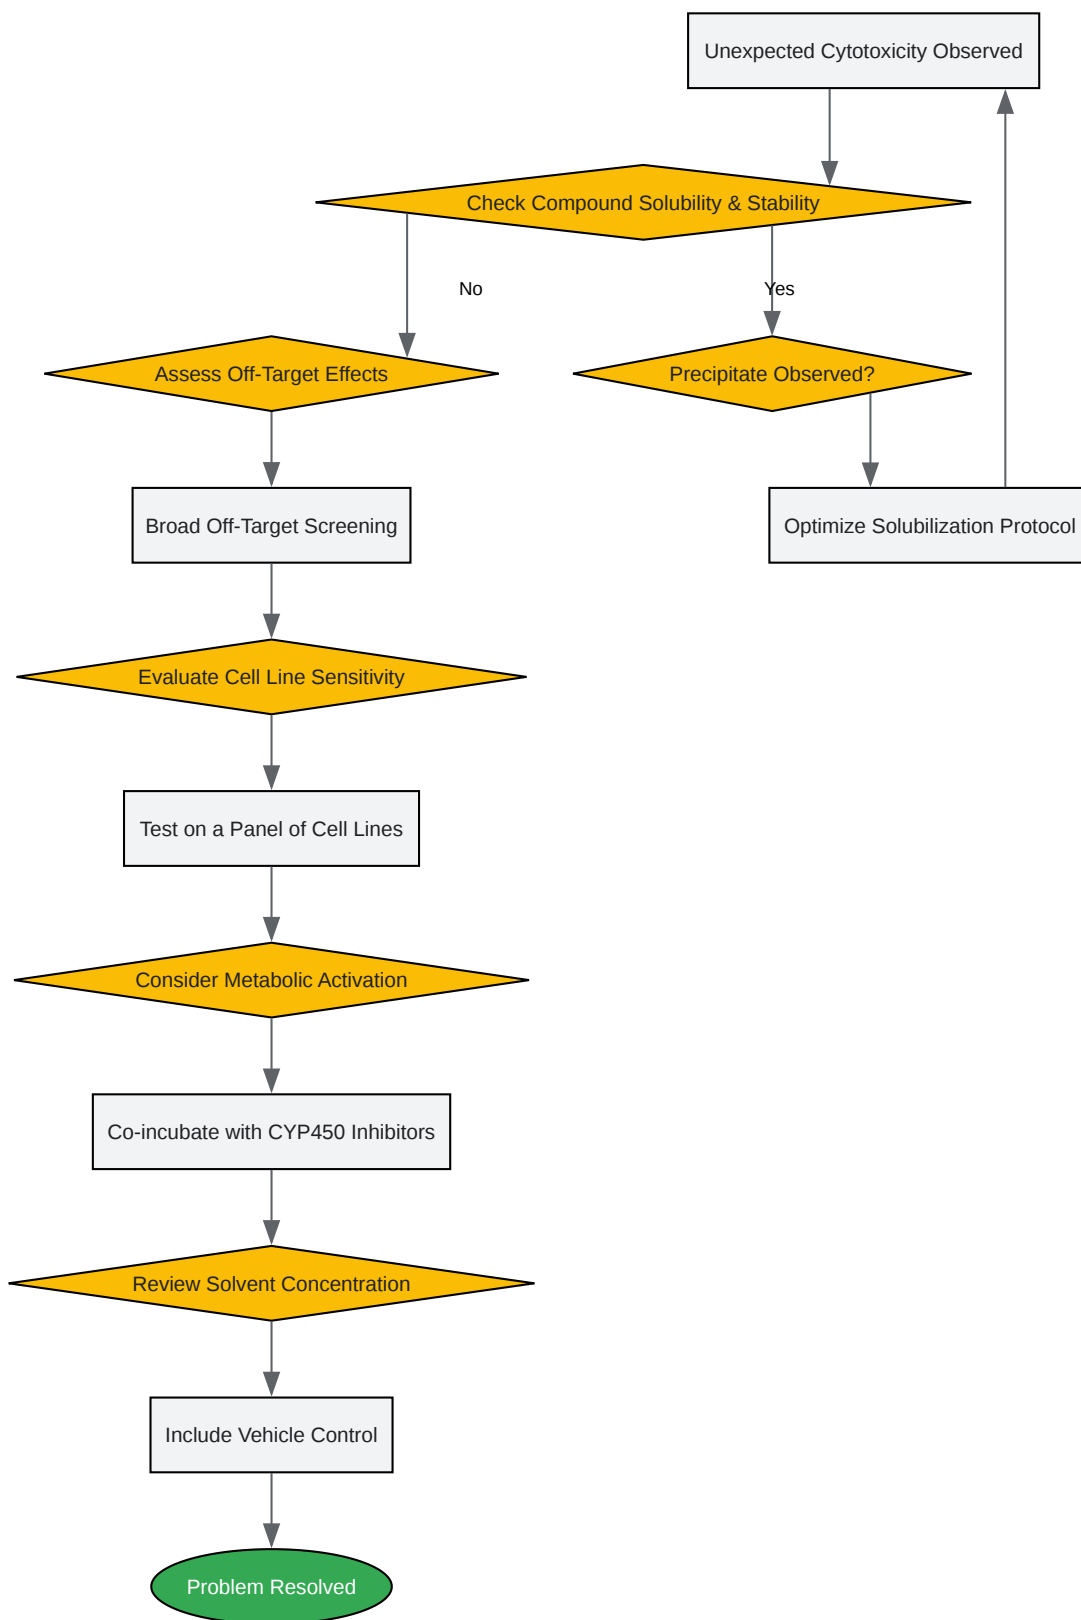 Unexpected Cytotoxicity Observed
Check Compound Solubility & Stability
No
Yes
Assess Off-Target Effects
Precipitate Observed?
Broad Off-Target Screening
Optimize Solubilization Protocol
Evaluate Cell Line Sensitivity
Test on a Panel of Cell Lines
Consider Metabolic Activation
Co-incubate with CYP450 Inhibitors
Review Solvent Concentration
Include Vehicle Control
Problem Resolved